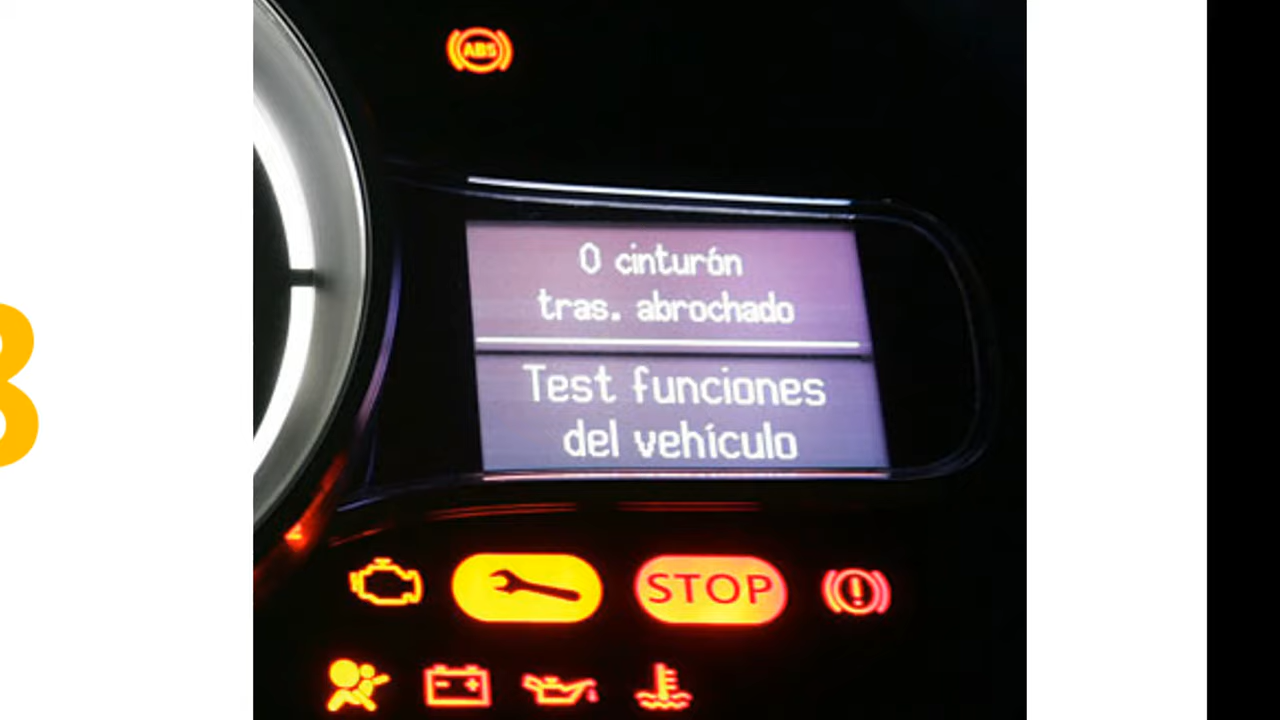 ABS
0 cinturón
tras. abrochado
Test funciones
del vehículo
STOP